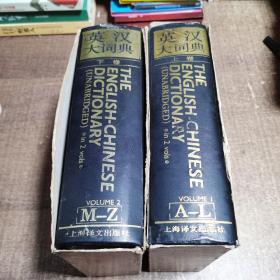 英汉
大词典
下卷
THE
ENGLISH-CHINESE
DICTIONARY
(UNABRIDGED)
in 2 vols
VOLUME 2
M-Z
上海译文出版社
英汉
大词典
上卷
THE
ENGLISH-CHINESE
DICTIONARY
(UNABRIDGED)
in 2 vols
VOLUME 1
A-L
上海译文出版社